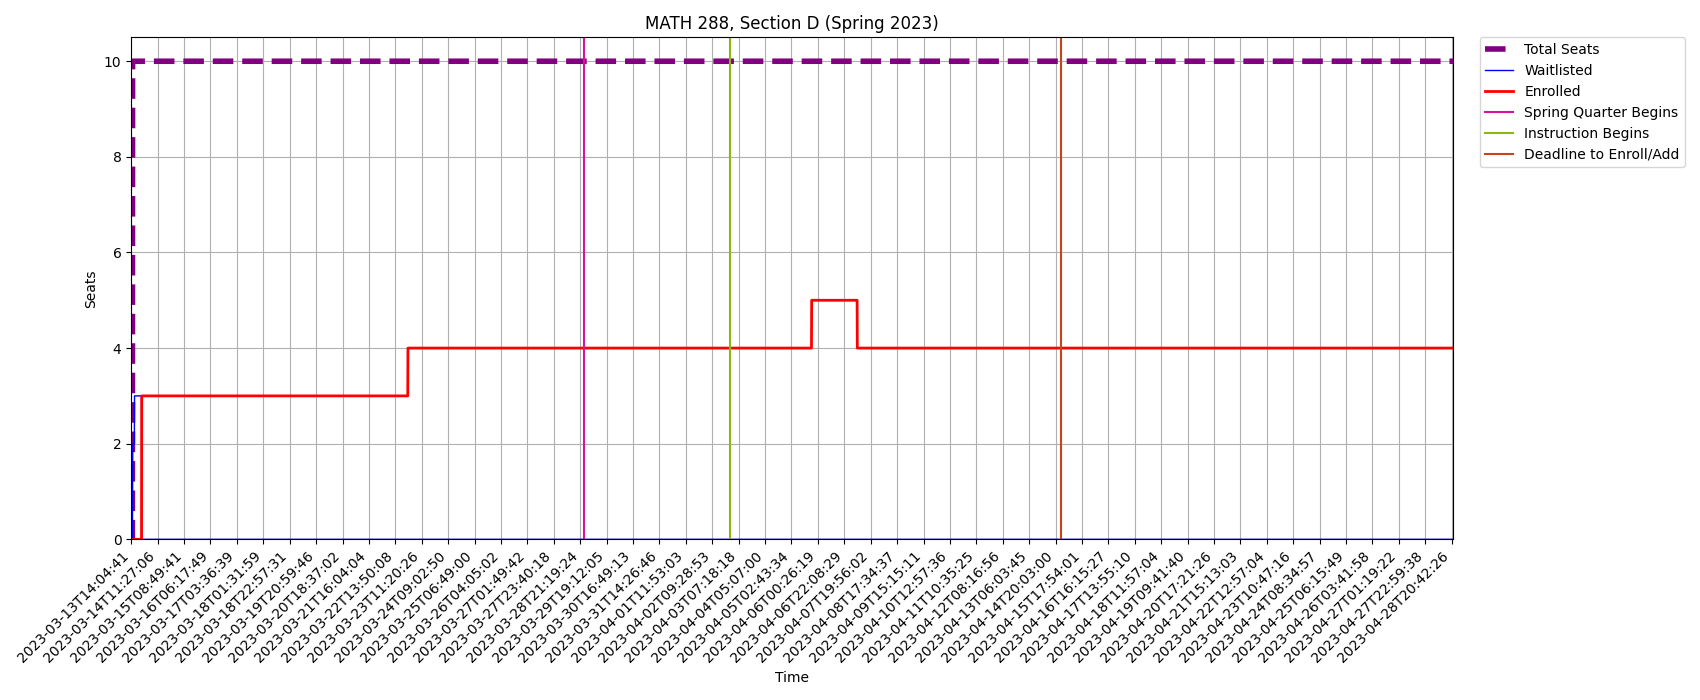 MATH 288, Section D (Spring 2023)
Total Seats
Waitlisted
Enrolled
Spring Quarter Begins
Instruction Begins
Deadline to Enroll/Add
Seats
10
8
6
4
2
0
2023-03-13T14:04:41
2023-03-14T11:27:06
2023-03-15T08:49:41
2023-03-16T06:17:49
2023-03-17T03:36:39
2023-03-18T01:31:59
2023-03-18T22:57:31
2023-03-19T20:59:46
2023-03-20T18:37:02
2023-03-21T16:04:04
2023-03-22T13:50:08
2023-03-23T11:20:26
2023-03-24T09:02:50
2023-03-25T06:49:00
2023-03-26T04:05:02
2023-03-27T01:49:42
2023-03-27T23:40:18
2023-03-28T21:19:24
2023-03-29T19:12:05
2023-03-30T16:49:13
2023-03-31T14:26:46
2023-04-01T11:53:03
2023-04-02T09:28:53
2023-04-03T07:18:18
2023-04-04T05:07:00
2023-04-05T02:43:34
2023-04-06T00:26:19
2023-04-06T22:08:29
2023-04-07T19:56:02
2023-04-08T17:34:37
2023-04-09T15:15:11
2023-04-10T12:57:36
2023-04-11T10:35:25
2023-04-12T08:16:56
2023-04-13T06:03:45
2023-04-14T02:03:00
2023-04-15T17:54:01
2023-04-16T16:15:27
2023-04-17T13:55:10
2023-04-18T11:57:04
2023-04-19T09:41:40
2023-04-20T17:21:26
2023-04-21T15:13:03
2023-04-22T12:57:04
2023-04-23T10:47:16
2023-04-24T08:34:57
2023-04-25T06:15:49
2023-04-26T03:41:58
2023-04-27T01:19:22
2023-04-27T22:59:38
2023-04-28T20:42:26
Time